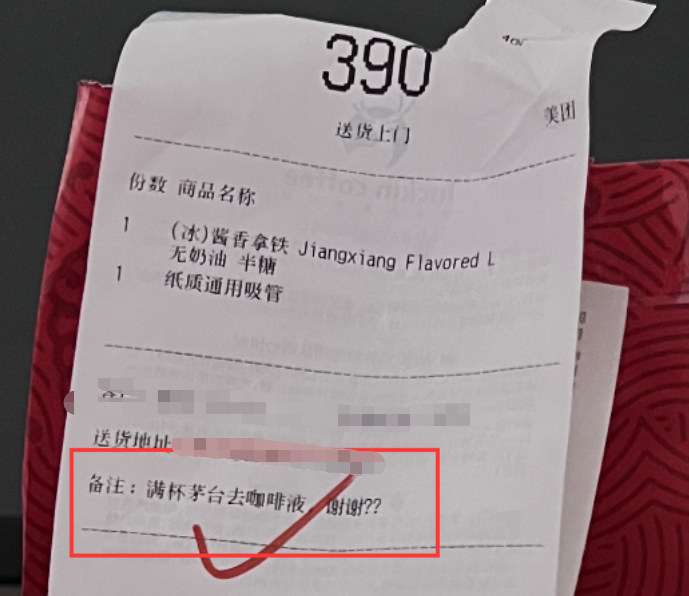 390
送货上门
美团
份数 商品名称
1 (冰)酱香拿铁 Jiangxiang Flavored L
无奶油 半糖
1 纸质通用吸管
送货地址
备注：满杯茅台去咖啡液，谢谢??